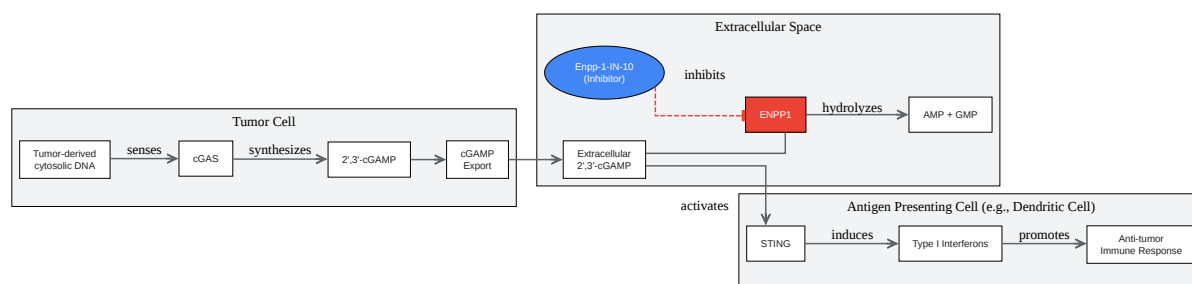 Extracellular Space
Enpp-1-IN-10
(Inhibitor)
inhibits
ENPP1
hydrolyzes
AMP + GMP
Tumor Cell
Tumor-derived
cytosolic DNA
senses
cGAS
synthesizes
2',3'-cGAMP
cGAMP
Export
Extracellular
2',3'-cGAMP
activates
Antigen Presenting Cell (e.g., Dendritic Cell)
STING
induces
Type I Interferons
promotes
Anti-tumor
Immune Response